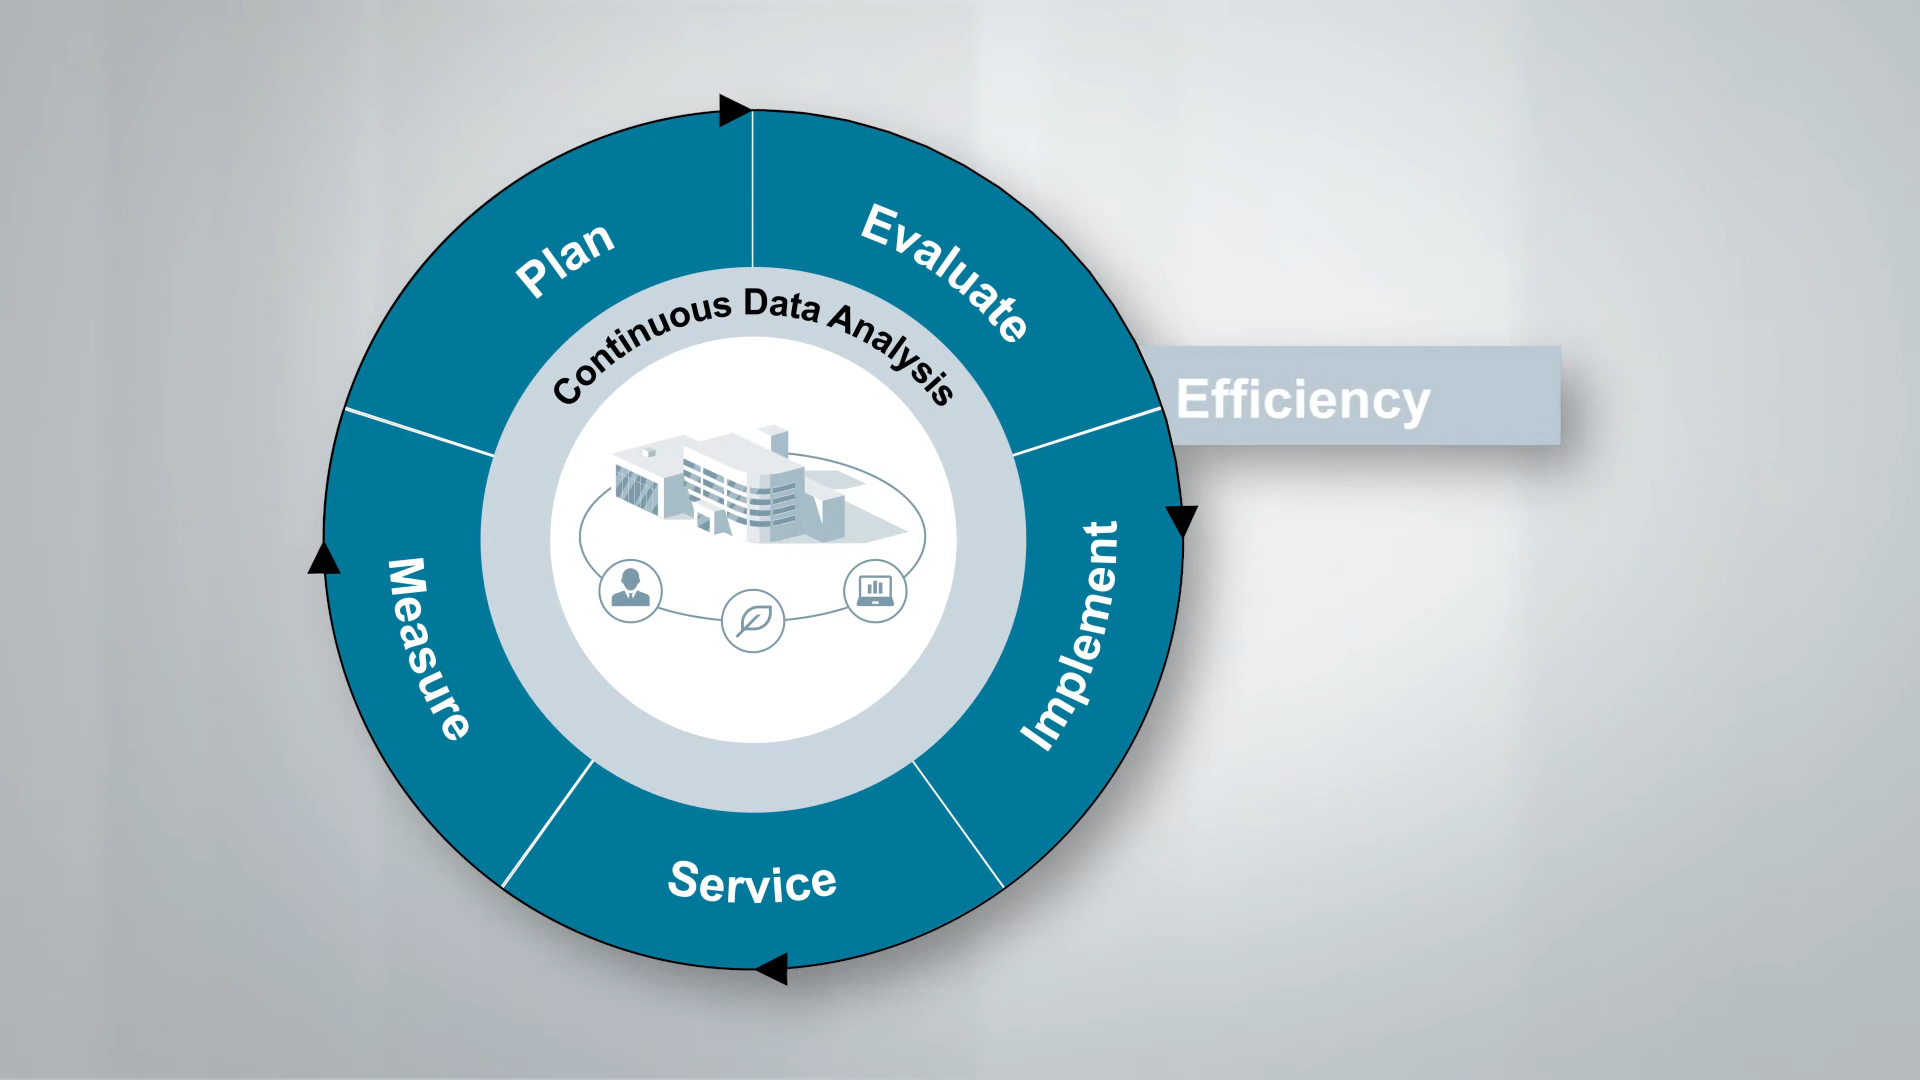 Plan
Evaluate
Continuous Data Analysis
Efficiency
Measure
Implement
Service